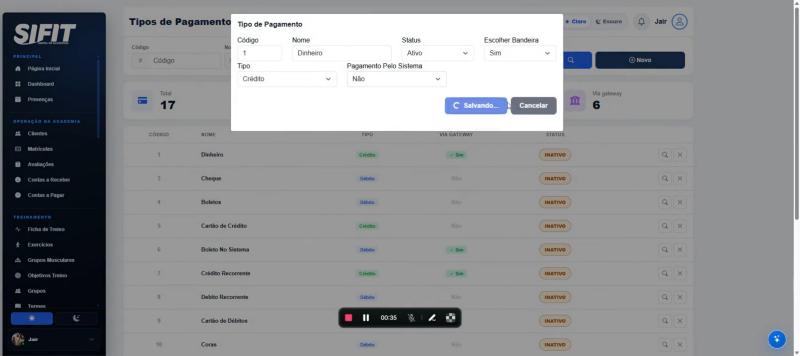 SIFIT
PRINCIPAL
Página Inicial
Dashboard
Presenças
OPERAÇÃO DA ACADEMIA
Clientes
Matrículas
Avaliações
Contas a Receber
Contas a Pagar
TREINAMENTO
Ficha de Treino
Exercícios
Grupos Musculares
Objetivos Treino
Grupos
Termos
Jair
Tipos de Pagamento
Claro
Escuro
Jair
Código
# Código
Novo
Total
17
Via gateway
6
Tipo de Pagamento
Código
Nome
Status
Escolher Bandeira
1
Dinheiro
Ativo
Sim
Tipo
Pagamento Pelo Sistema
Crédito
Não
Salvando...
Cancelar
CÓDIGO
NOME
TIPO
VIA GATEWAY
STATUS
1 Dinheiro Crédito ✓ Sim INATIVO
Cheque Débito Não INATIVO
4 Boletos Débito Não INATIVO
5 Cartão de Crédito Crédito Não INATIVO
6 Boleto No Sistema Débito ✓ Sim INATIVO
7 Crédito Recorrente Crédito ✓ Sim INATIVO
8 Debito Recorrente Débito Não INATIVO
9 Cartão de Débitos INATIVO
10 Coras Débito Não INATIVO
00:35